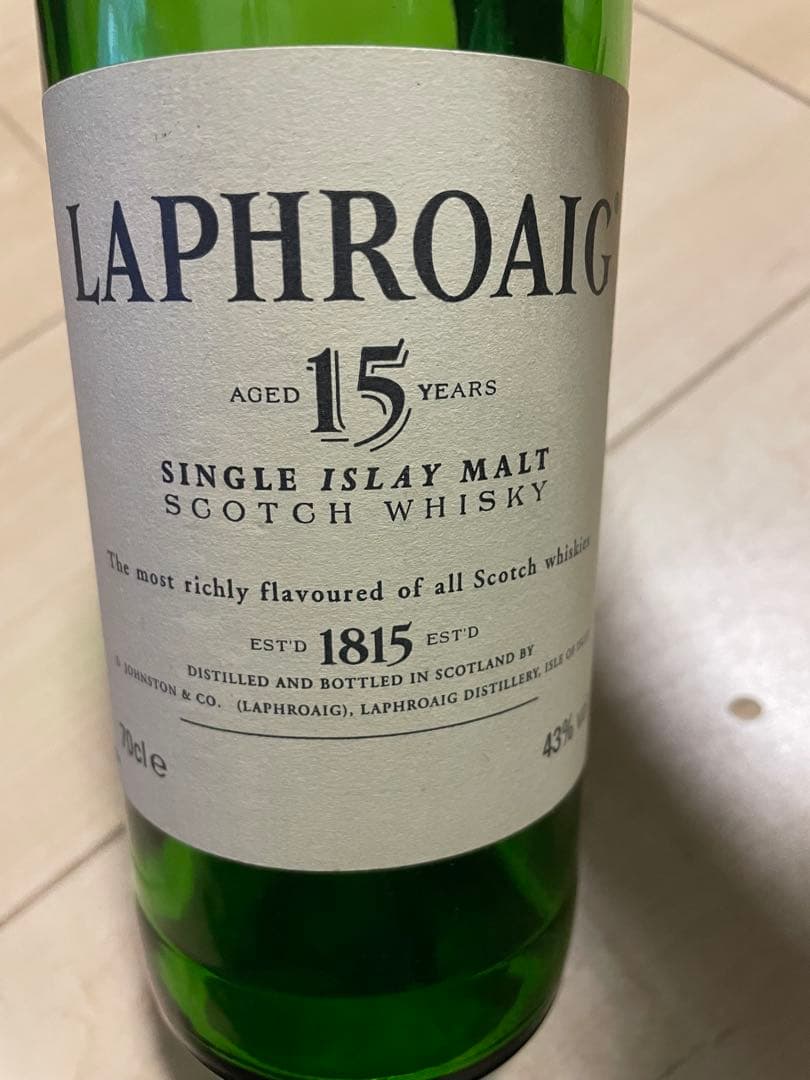 LAPHROAIG®
AGED 15 YEARS
SINGLE ISLAY MALT
SCOTCH WHISKY
The most richly flavoured of all Scotch whiskies
EST'D 1815 EST'D
DISTILLED AND BOTTLED IN SCOTLAND BY
JOHNSTON & CO. (LAPHROAIG), LAPHROAIG DISTILLERY, ISLE OF
70cl e
43%